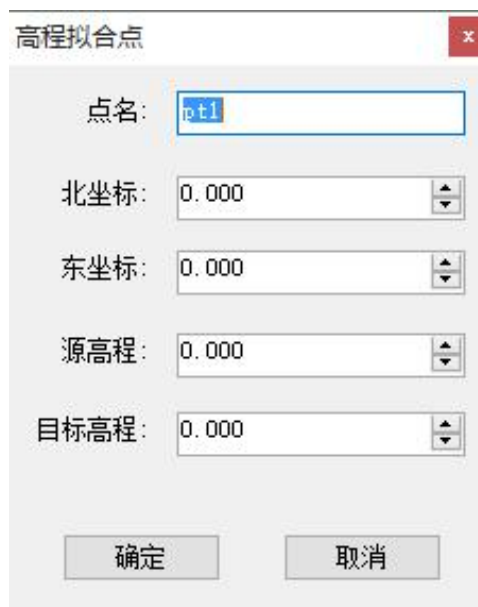 高程拟合点 x
点名: pt1
北坐标: 0.000
东坐标: 0.000
源高程: 0.000
目标高程: 0.000
确定 取消